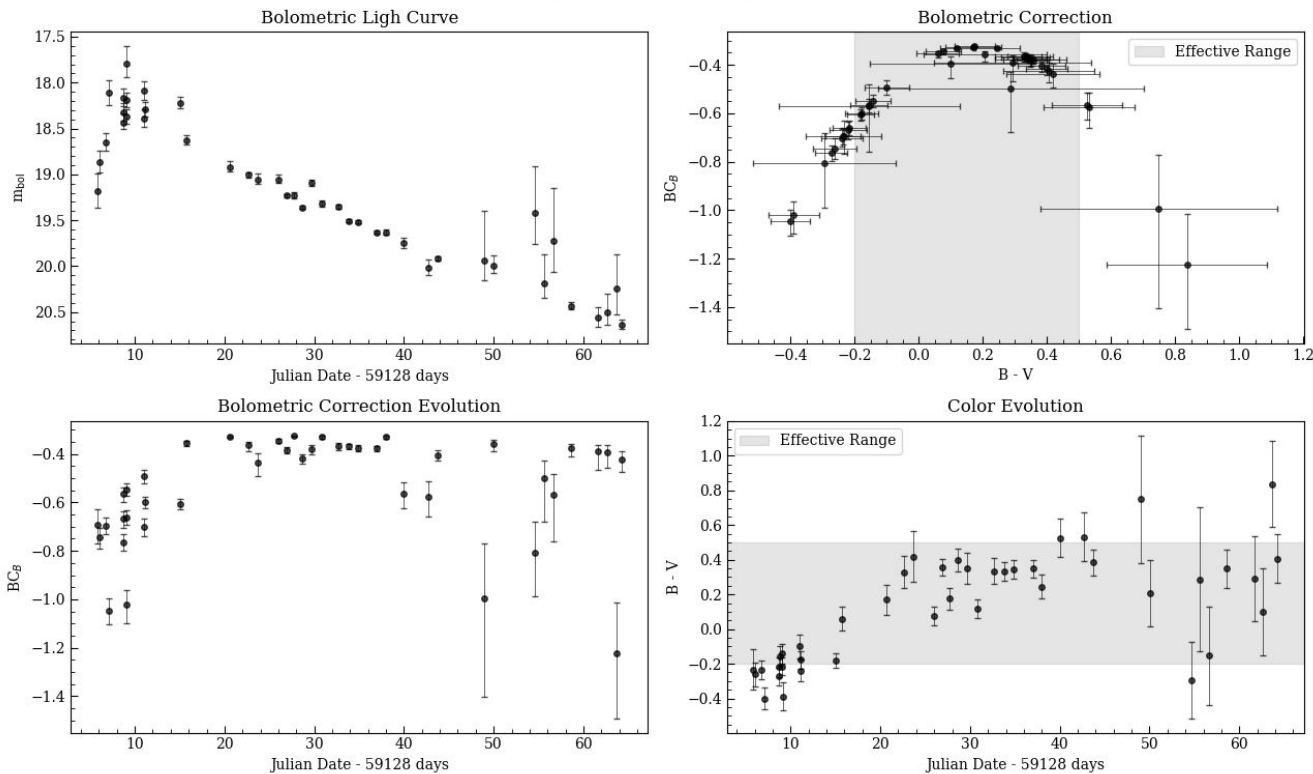 Bolometric Ligh Curve
17.5
18.0
18.5
19.0
19.5
20.0
20.5
m_bol
10 20 30 40 50 60
Julian Date - 59128 days
Bolometric Correction
Effective Range
−0.4
−0.6
−0.8
−1.0
−1.2
−1.4
BC_B
−0.4 −0.2 0.0 0.2 0.4 0.6 0.8 1.0 1.2
B - V
Bolometric Correction Evolution
−0.4
−0.6
−0.8
−1.0
−1.2
−1.4
BC_B
10 20 30 40 50 60
Julian Date - 59128 days
Color Evolution
Effective Range
1.2
1.0
0.8
0.6
0.4
0.2
0.0
−0.2
−0.4
B - V
10 20 30 40 50 60
Julian Date - 59128 days